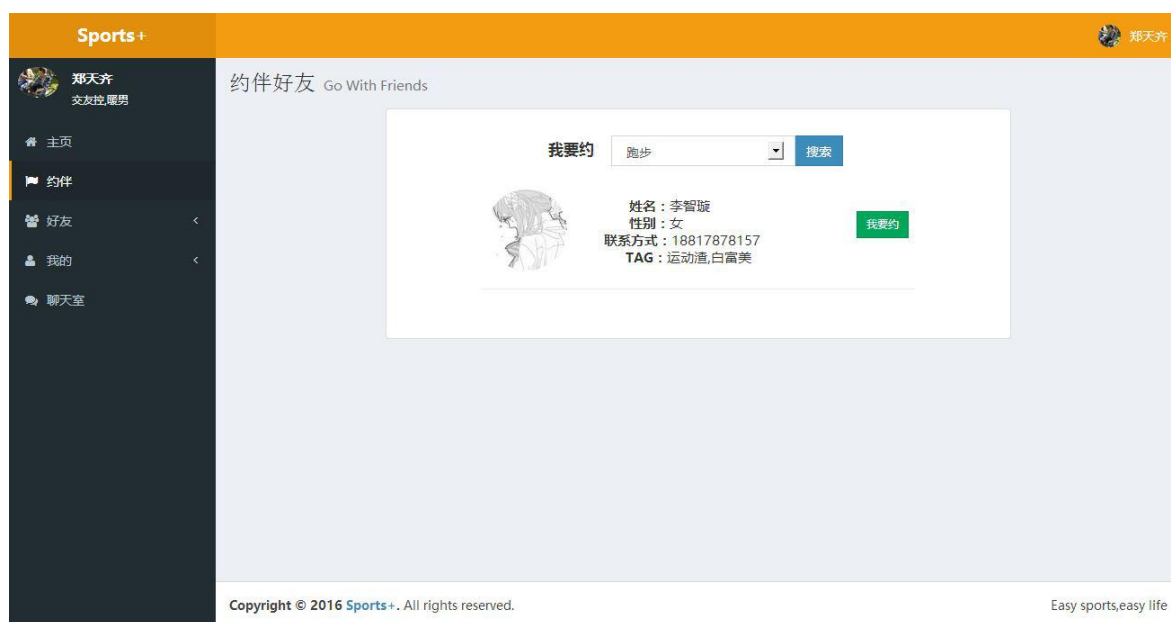 Sports+
郑天齐
郑天齐
交友控,暖男
主页
约伴
好友
我的
聊天室
约伴好友 Go With Friends
我要约 跑步 搜索
姓名：李智璇
性别：女
联系方式：18817878157
TAG：运动渣,白富美
我要约
Copyright © 2016 Sports+. All rights reserved.
Easy sports,easy life